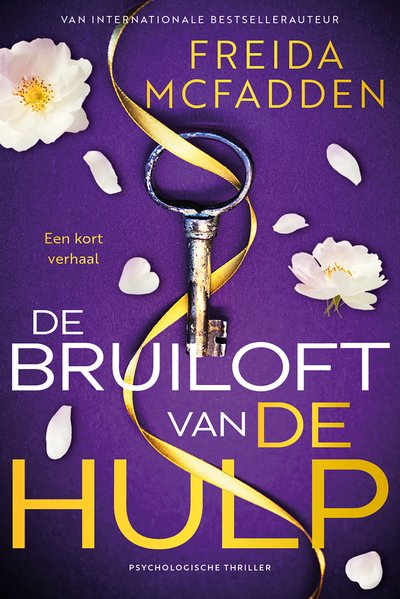 VAN INTERNATIONALE BESTSELLERAUTEUR
FREIDA
MCFADDEN
Een kort
verhaal
DE
BRUILOFT
VAN DE
HULP
PSYCHOLOGISCHE THRILLER